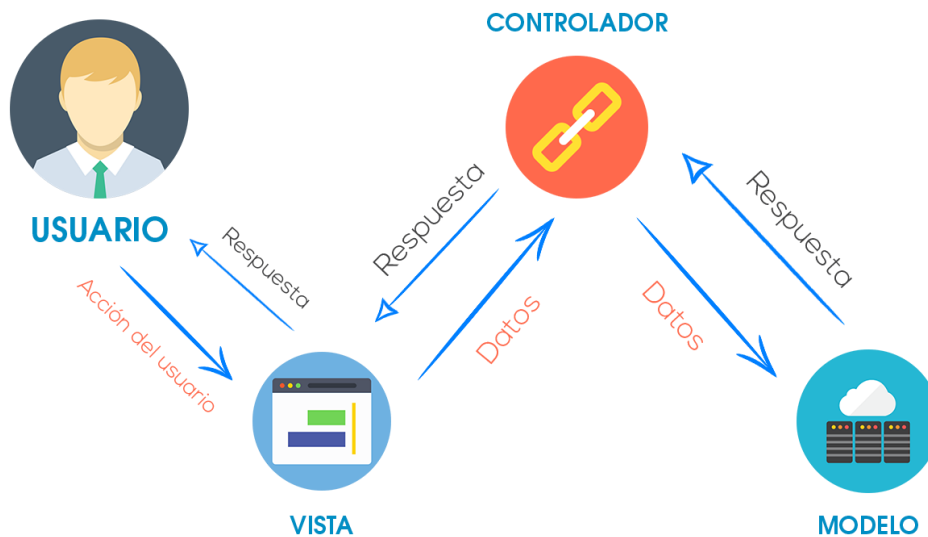 CONTROLADOR
USUARIO
Respuesta
Acción del usuario
Respuesta
Datos
Datos
Respuesta
VISTA
MODELO